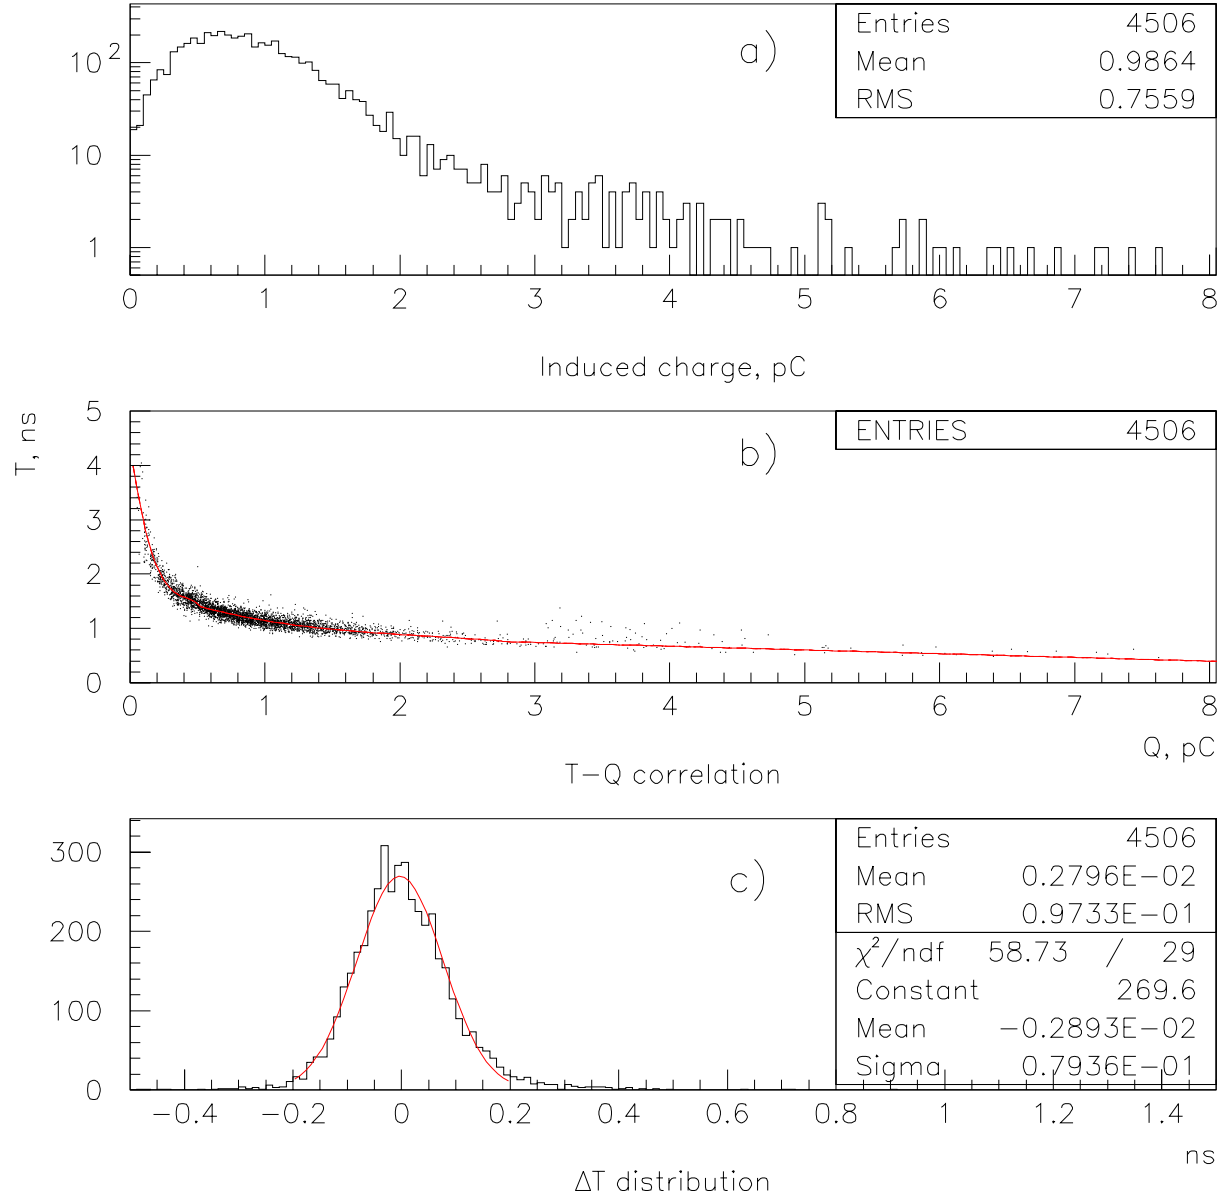 a)
Entries 4506
Mean 0.9864
RMS 0.7559
10²
10
1
0 1 2 3 4 5 6 7 8
Induced charge, pC
T, ns
b)
ENTRIES 4506
5
4
3
2
1
0
0 1 2 3 4 5 6 7 8
Q, pC
T−Q correlation
c)
Entries 4506
Mean 0.2796E−02
RMS 0.9733E−01
χ²/ndf 58.73 / 29
Constant 269.6
Mean −0.2893E−02
Sigma 0.7936E−01
300
200
100
0
−0.4 −0.2 0 0.2 0.4 0.6 0.8 1 1.2 1.4
ns
ΔT distribution